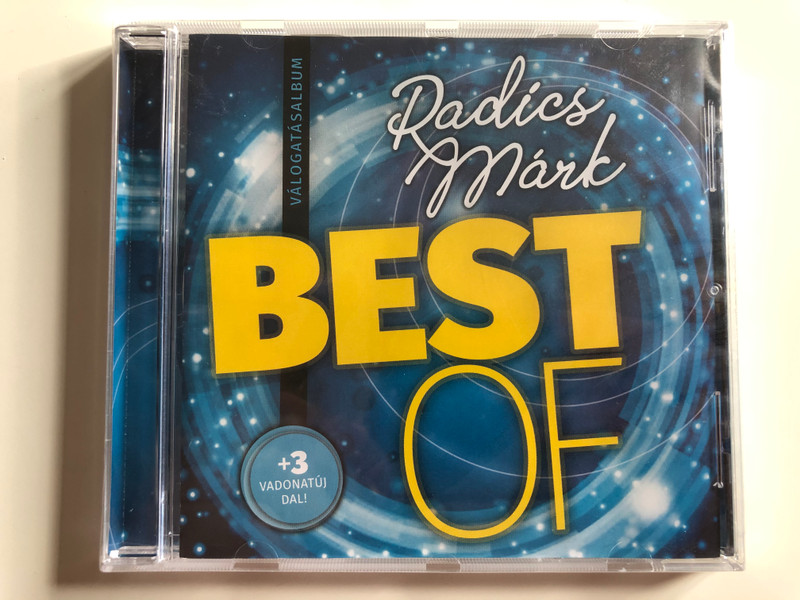 VÁLOGATÁSALBUM
Radics
Márk
BEST
OF
+3
VADONATÚJ
DAL!